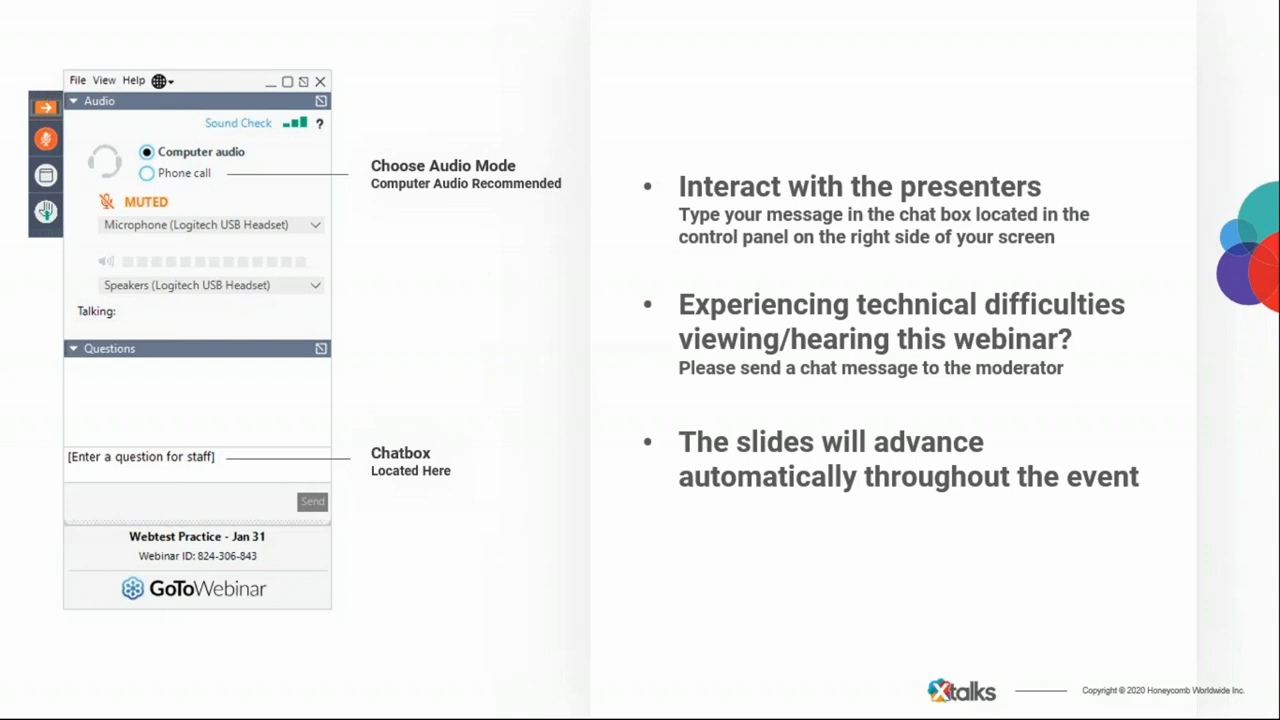 File View Help
Audio
Sound Check ?
Computer audio
Phone call
MUTED
Microphone (Logitech USB Headset)
Speakers (Logitech USB Headset)
Talking:
Questions
[Enter a question for staff]
Send
Webtest Practice - Jan 31
Webinar ID: 824-306-843
GoToWebinar
Choose Audio Mode
Computer Audio Recommended
Chatbox
Located Here
• Interact with the presenters
Type your message in the chat box located in the
control panel on the right side of your screen
• Experiencing technical difficulties
viewing/hearing this webinar?
Please send a chat message to the moderator
• The slides will advance
automatically throughout the event
Xtalks
Copyright © 2020 Honeycomb Worldwide Inc.